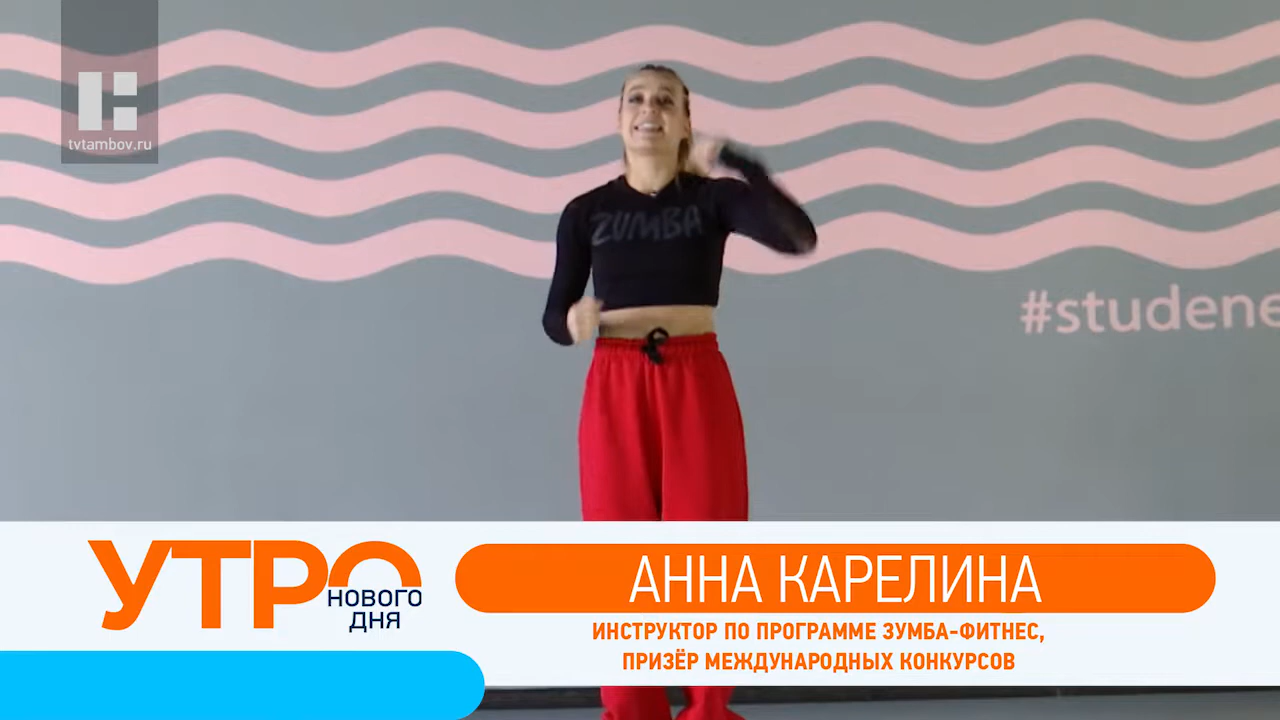 tvtambov.ru
ZUMBA
#studene
УТРО
НОВОГО
ДНЯ
АННА КАРЕЛИНА
ИНСТРУКТОР ПО ПРОГРАММЕ ЗУМБА-ФИТНЕС,
ПРИЗЁР МЕЖДУНАРОДНЫХ КОНКУРСОВ